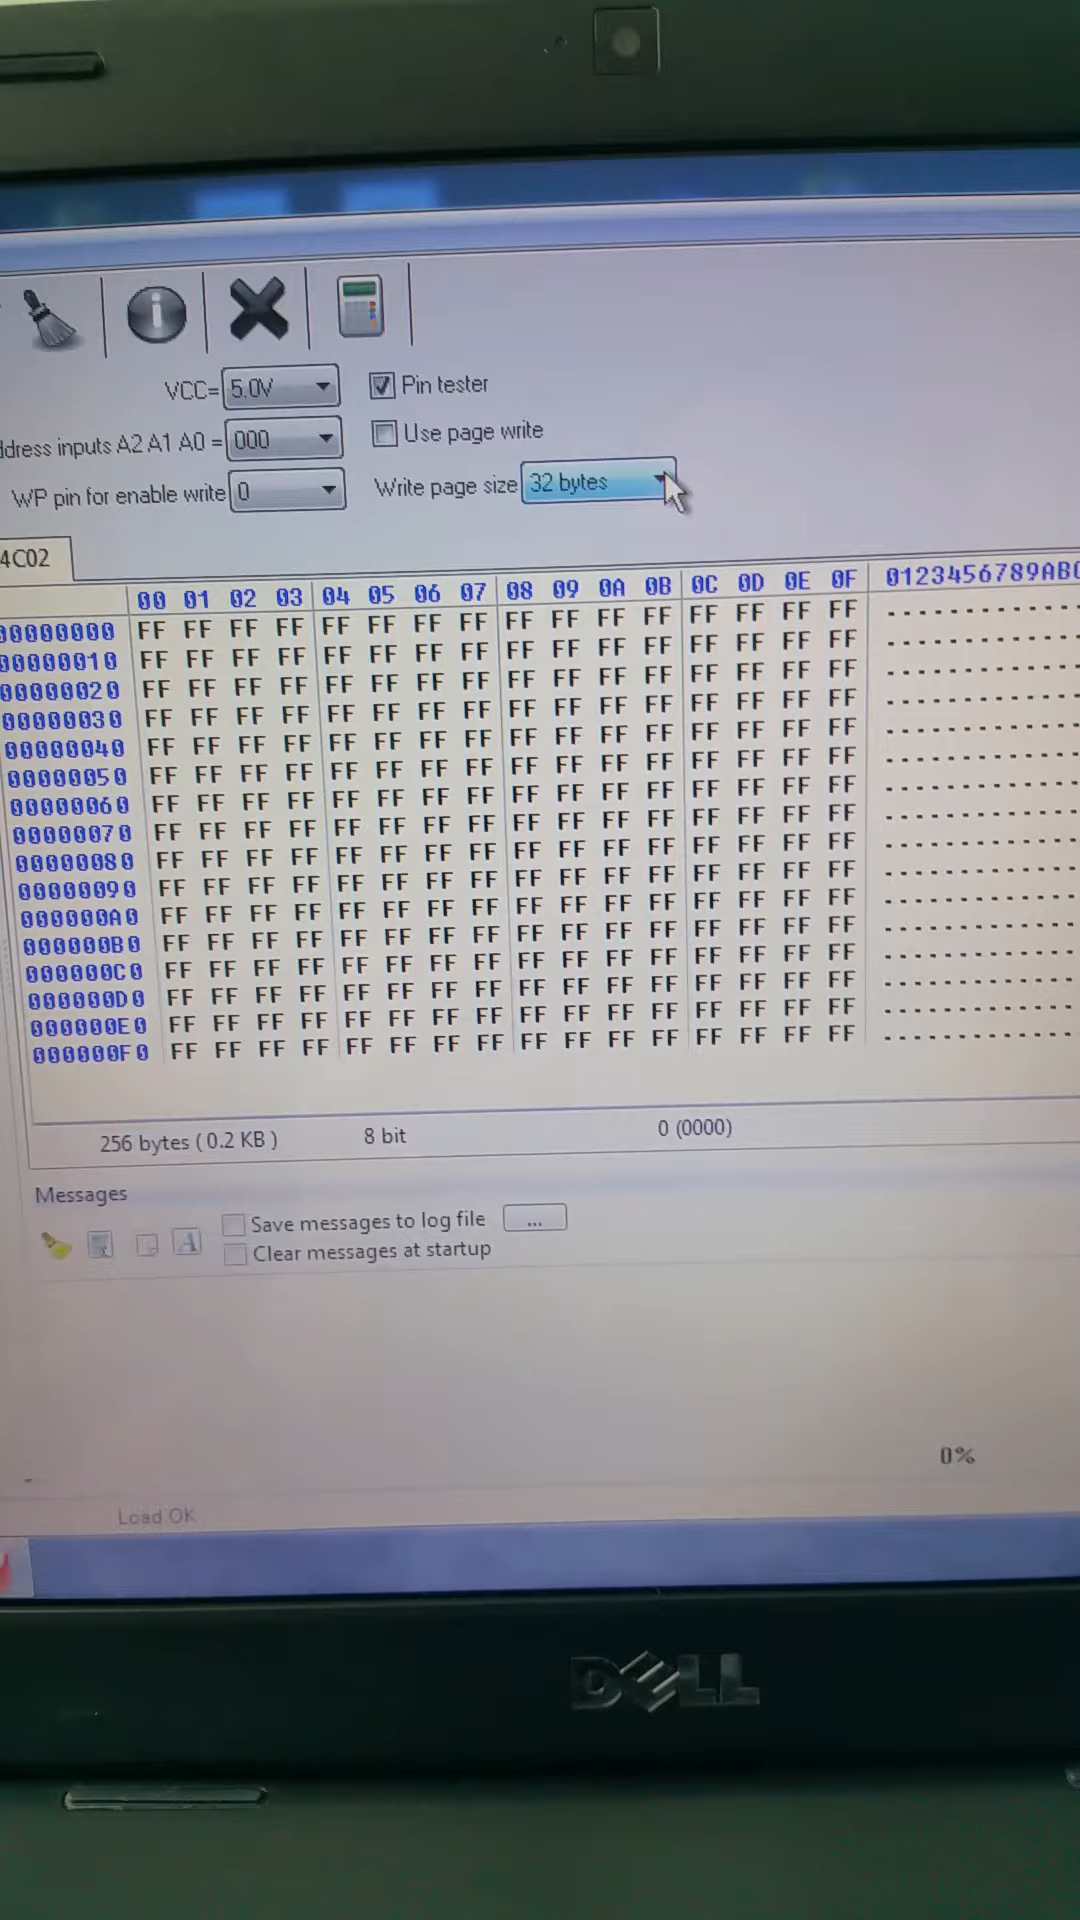 VCC= 5.0V Pin tester
ddress inputs A2 A1 A0 = 000 Use page write
WP pin for enable write 0 Write page size 32 bytes
4C02
00 01 02 03 04 05 06 07 08 09 0A 0B 0C 0D 0E 0F 0123456789ABC
00000000 FF FF FF FF FF FF FF FF FF FF FF FF FF FF FF FF .............
00000010 FF FF FF FF FF FF FF FF FF FF FF FF FF FF FF FF .............
00000020 FF FF FF FF FF FF FF FF FF FF FF FF FF FF FF FF .............
00000030 FF FF FF FF FF FF FF FF FF FF FF FF FF FF FF FF .............
00000040 FF FF FF FF FF FF FF FF FF FF FF FF FF FF FF FF .............
00000050 FF FF FF FF FF FF FF FF FF FF FF FF FF FF FF FF .............
00000060 FF FF FF FF FF FF FF FF FF FF FF FF FF FF FF FF .............
00000070 FF FF FF FF FF FF FF FF FF FF FF FF FF FF FF FF .............
00000080 FF FF FF FF FF FF FF FF FF FF FF FF FF FF FF FF .............
00000090 FF FF FF FF FF FF FF FF FF FF FF FF FF FF FF FF .............
000000A0 FF FF FF FF FF FF FF FF FF FF FF FF FF FF FF FF .............
000000B0 FF FF FF FF FF FF FF FF FF FF FF FF FF FF FF FF .............
000000C0 FF FF FF FF FF FF FF FF FF FF FF FF FF FF FF FF .............
000000D0 FF FF FF FF FF FF FF FF FF FF FF FF FF FF FF FF .............
000000E0 FF FF FF FF FF FF FF FF FF FF FF FF FF FF FF FF .............
000000F0 FF FF FF FF FF FF FF FF FF FF FF FF FF FF FF FF .............
256 bytes ( 0.2 KB ) 8 bit 0 (0000)
Messages
A Save messages to log file ...
Clear messages at startup
0%
Load OK
DELL